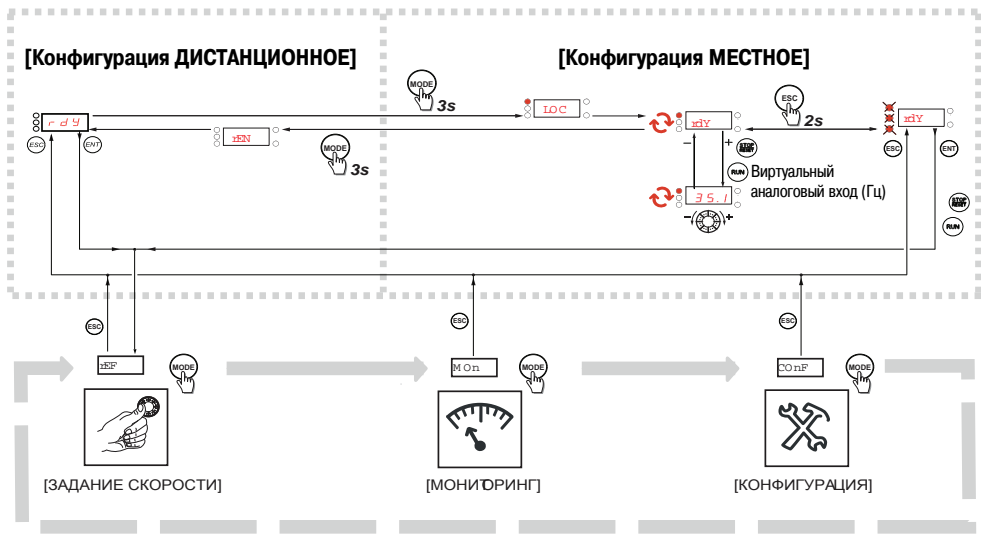 [Конфигурация ДИСТАНЦИОННОЕ]
[Конфигурация МЕСТНОЕ]
MODE
3s
ESC
2s
rdY
LOC
rdY
rdY
rEN
MODE
3s
ESC
ENT
ESC
ENT
– +
STOP RESET
RUN
Виртуальный
аналоговый вход (Гц)
35.1
– +
STOP RESET
RUN
ESC
ESC
ESC
rEF
MODE
MOn
MODE
COnF
MODE
[ЗАДАНИЕ СКОРОСТИ]
[МОНИТОРИНГ]
[КОНФИГУРАЦИЯ]